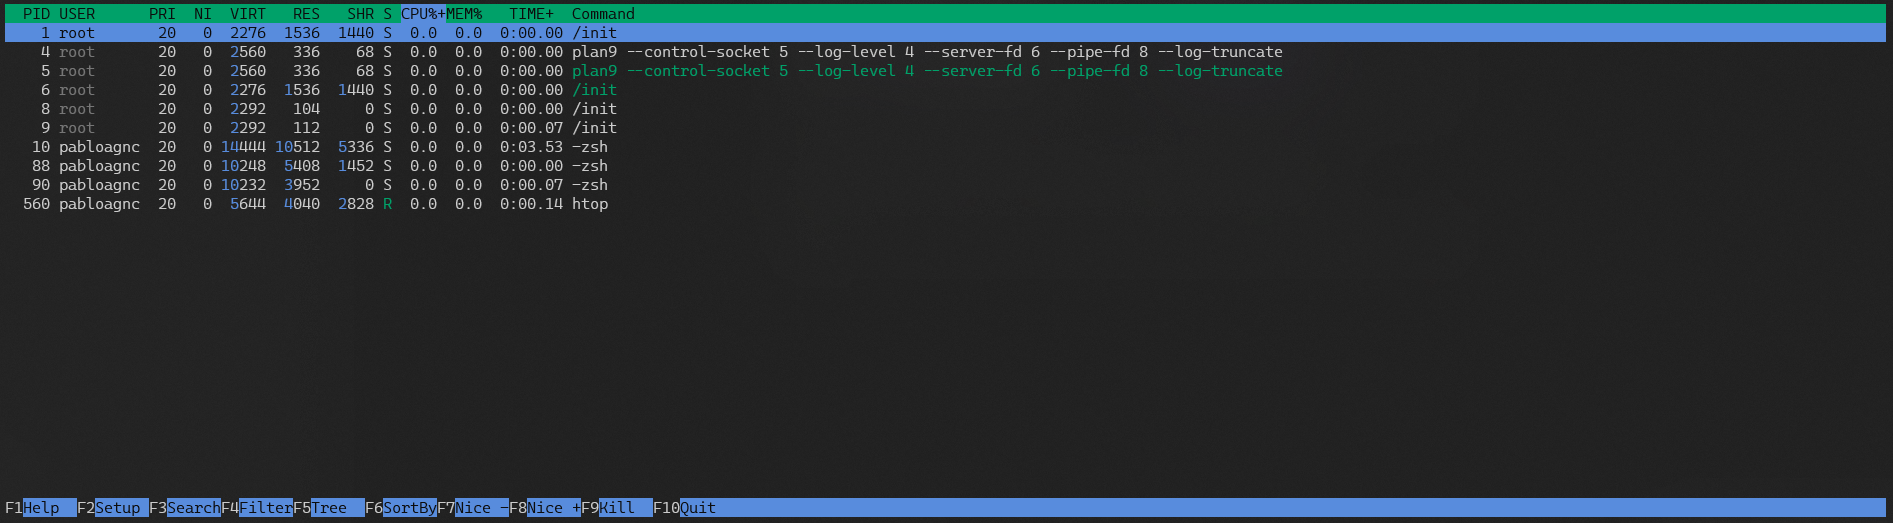 PID USER PRI NI VIRT RES SHR S CPU%+MEM% TIME+ Command
1 root 20 0 2276 1536 1440 S 0.0 0.0 0:00.00 /init
4 root 20 0 2560 336 68 S 0.0 0.0 0:00.00 plan9 --control-socket 5 --log-level 4 --server-fd 6 --pipe-fd 8 --log-truncate
5 root 20 0 2560 336 68 S 0.0 0.0 0:00.00 plan9 --control-socket 5 --log-level 4 --server-fd 6 --pipe-fd 8 --log-truncate
6 root 20 0 2276 1536 1440 S 0.0 0.0 0:00.00 /init
8 root 20 0 2292 104 0 S 0.0 0.0 0:00.00 /init
9 root 20 0 2292 112 0 S 0.0 0.0 0:00.07 /init
10 pabloagnc 20 0 14444 10512 5336 S 0.0 0.0 0:03.53 -zsh
88 pabloagnc 20 0 10248 5408 1452 S 0.0 0.0 0:00.00 -zsh
90 pabloagnc 20 0 10232 3952 0 S 0.0 0.0 0:00.07 -zsh
560 pabloagnc 20 0 5644 4040 2828 R 0.0 0.0 0:00.14 htop
F1Help F2Setup F3SearchF4FilterF5Tree F6SortByF7Nice -F8Nice +F9Kill F10Quit